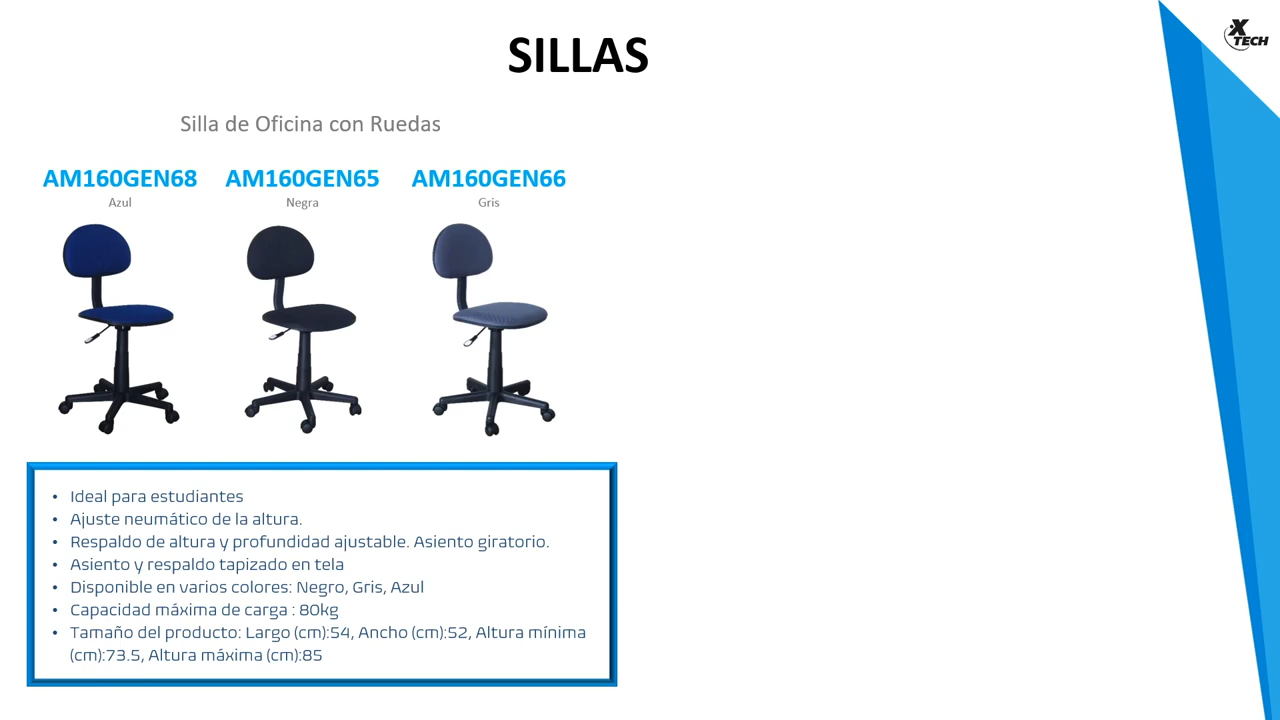 SILLAS
X
TECH
Silla de Oficina con Ruedas
AM160GEN68 AM160GEN65 AM160GEN66
Azul Negra Gris
• Ideal para estudiantes
• Ajuste neumático de la altura.
• Respaldo de altura y profundidad ajustable. Asiento giratorio.
• Asiento y respaldo tapizado en tela
• Disponible en varios colores: Negro, Gris, Azul
• Capacidad máxima de carga : 80kg
• Tamaño del producto: Largo (cm):54, Ancho (cm):52, Altura mínima
(cm):73.5, Altura máxima (cm):85